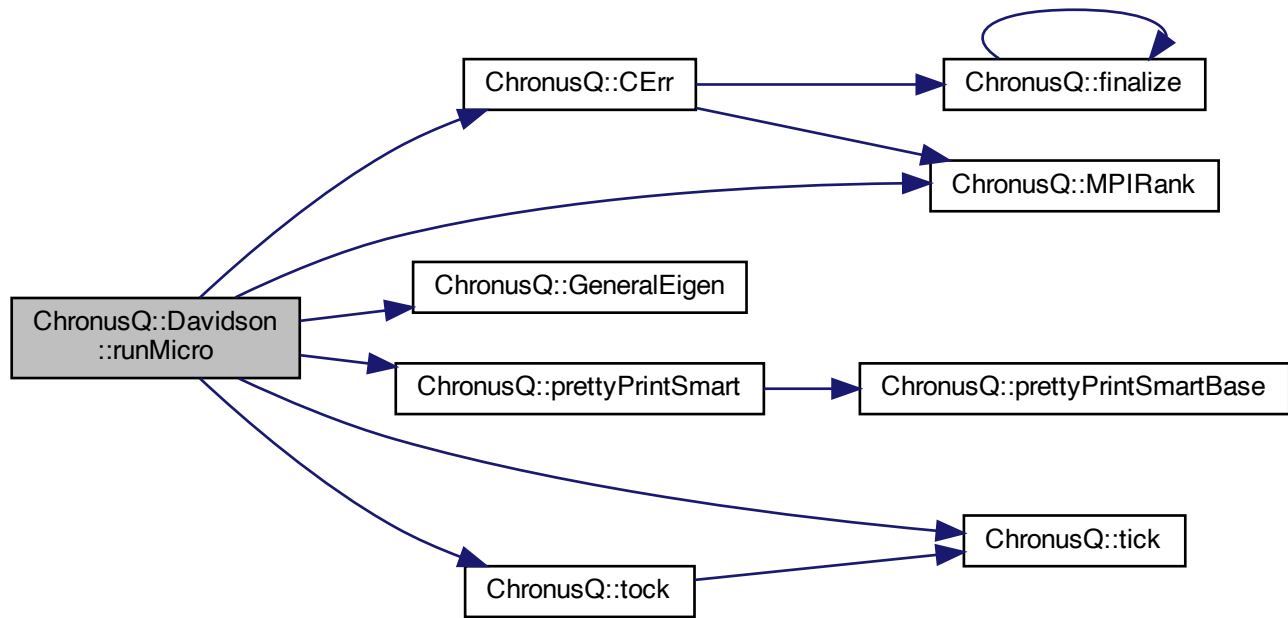 ChronusQ::CErr
ChronusQ::finalize
ChronusQ::MPIRank
ChronusQ::GeneralEigen
ChronusQ::Davidson
::runMicro
ChronusQ::prettyPrintSmart
ChronusQ::prettyPrintSmartBase
ChronusQ::tick
ChronusQ::tock